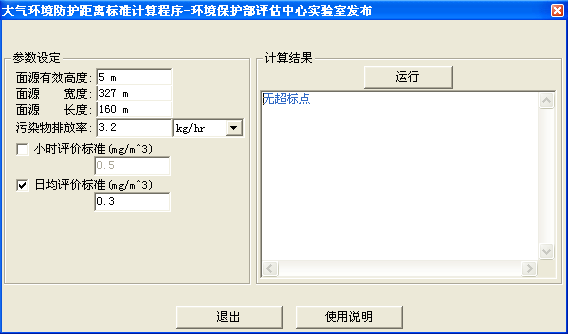 大气环境防护距离标准计算程序-环境保护部评估中心实验室发布
参数设定
面源有效高度: 5 m
面源 宽度: 327 m
面源 长度: 160 m
污染物排放率: 3.2 kg/hr
小时评价标准(mg/m^3)
0.5
日均评价标准(mg/m^3)
0.3
计算结果
运行
无超标点
退出
使用说明